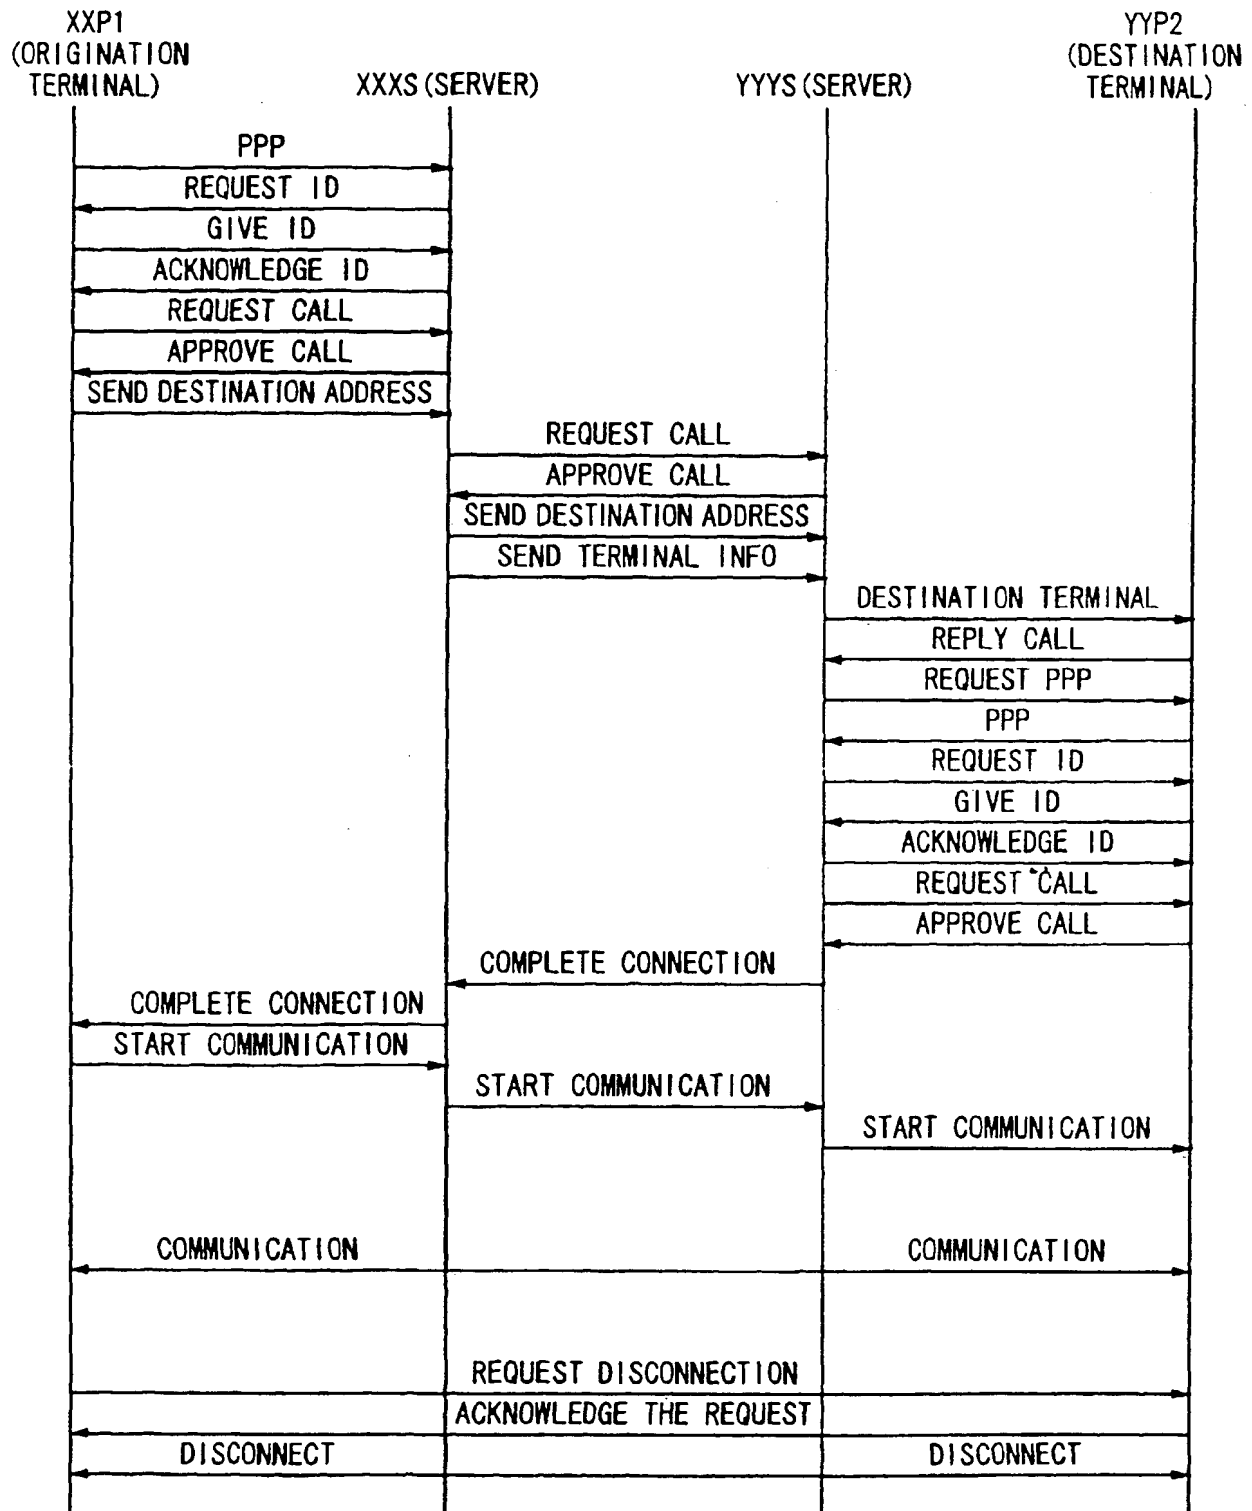 XXP1
(ORIGINATION
TERMINAL)
XXXS(SERVER)
YYYS(SERVER)
YYP2
(DESTINATION
TERMINAL)
PPP
REQUEST ID
GIVE ID
ACKNOWLEDGE ID
REQUEST CALL
APPROVE CALL
SEND DESTINATION ADDRESS
REQUEST CALL
APPROVE CALL
SEND DESTINATION ADDRESS
SEND TERMINAL INFO
DESTINATION TERMINAL
REPLY CALL
REQUEST PPP
PPP
REQUEST ID
GIVE ID
ACKNOWLEDGE ID
REQUEST CALL
APPROVE CALL
COMPLETE CONNECTION
COMPLETE CONNECTION
START COMMUNICATION
START COMMUNICATION
START COMMUNICATION
COMMUNICATION
COMMUNICATION
REQUEST DISCONNECTION
ACKNOWLEDGE THE REQUEST
DISCONNECT
DISCONNECT